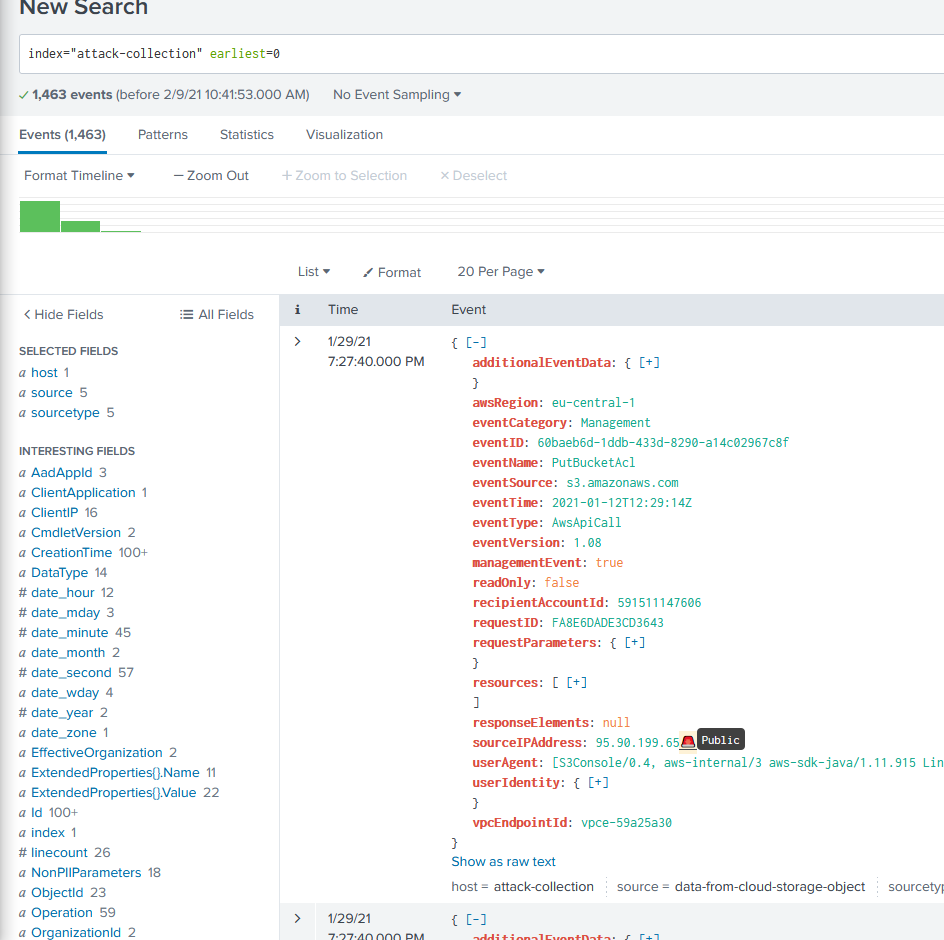 New Search
index="attack-collection" earliest=0
1,463 events (before 2/9/21 10:41:53.000 AM) No Event Sampling
Events (1,463) Patterns Statistics Visualization
Format Timeline — Zoom Out + Zoom to Selection × Deselect
List Format 20 Per Page
< Hide Fields All Fields
SELECTED FIELDS
a host 1
a source 5
a sourcetype 5
INTERESTING FIELDS
a AadAppId 3
a ClientApplication 1
a ClientIP 16
a CmdletVersion 2
a CreationTime 100+
a DataType 14
# date_hour 12
# date_mday 3
# date_minute 45
a date_month 2
# date_second 57
a date_wday 4
# date_year 2
a date_zone 1
a EffectiveOrganization 2
a ExtendedProperties{}.Name 11
a ExtendedProperties{}.Value 22
a Id 100+
a index 1
# linecount 26
a NonPIIParameters 18
a ObjectId 23
a Operation 59
a OrganizationId 2
i Time Event
> 1/29/21
7:27:40.000 PM
{ [-]
additionalEventData: { [+]
}
awsRegion: eu-central-1
eventCategory: Management
eventID: 60baeb6d-1ddb-433d-8290-a14c02967c8f
eventName: PutBucketAcl
eventSource: s3.amazonaws.com
eventTime: 2021-01-12T12:29:14Z
eventType: AwsApiCall
eventVersion: 1.08
managementEvent: true
readOnly: false
recipientAccountId: 591511147606
requestID: FA8E6DADE3CD3643
requestParameters: { [+]
}
resources: [ [+]
]
responseElements: null
sourceIPAddress: 95.90.199.65 Public
userAgent: [S3Console/0.4, aws-internal/3 aws-sdk-java/1.11.915 Lin
userIdentity: { [+]
}
vpcEndpointId: vpce-59a25a30
}
Show as raw text
host = attack-collection source = data-from-cloud-storage-object sourcetyp
> 1/29/21
7:27:40.000 PM
{ [-]
additionalEventData: { [+]